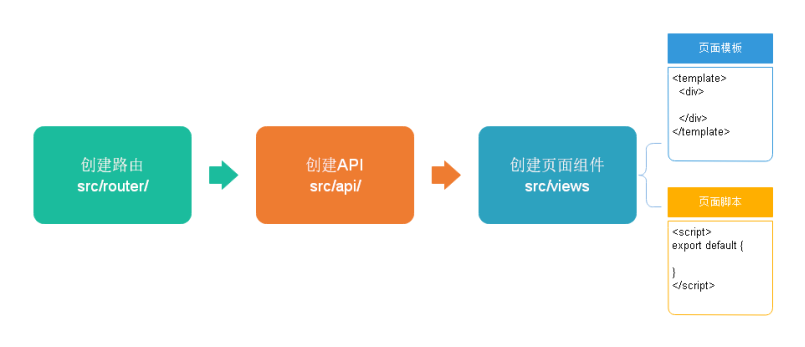 创建路由
src/router/
创建API
src/api/
创建页面组件
src/views
页面模板
<template>
<div>
</div>
</template>
页面脚本
<script>
export default {
}
</script>